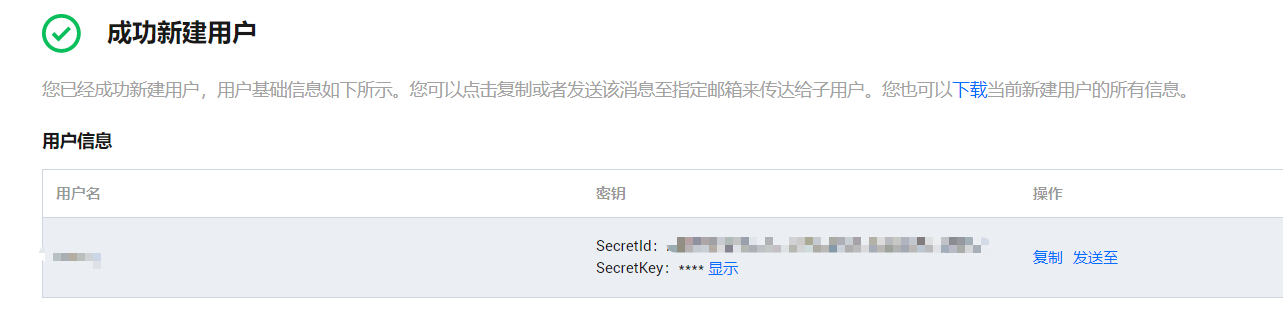 成功新建用户
您已经成功新建用户，用户基础信息如下所示。您可以点击复制或者发送该消息至指定邮箱来传达给子用户。您也可以下载当前新建用户的所有信息。
用户信息
用户名 密钥 操作
SecretId：
SecretKey：**** 显示
复制 发送至